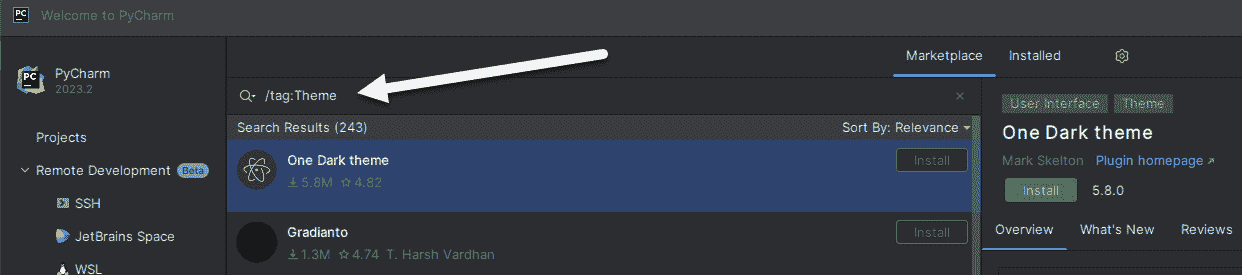 PC Welcome to PyCharm
PC PyCharm
2023.2
Projects
Remote Development Beta
SSH
JetBrains Space
WSL
Marketplace Installed
/tag:Theme
Search Results (243) Sort By: Relevance
One Dark theme Install
5.8M 4.82
Gradianto Install
1.3M 4.74 T. Harsh Vardhan
User Interface Theme
One Dark theme
Mark Skelton Plugin homepage
Install 5.8.0
Overview What's New Reviews